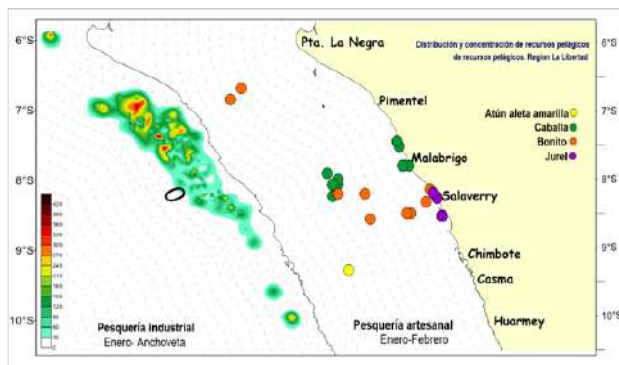 6°S
7°S
8°S
9°S
10°S
Pta. La Negra
Distribución y concentración de recursos pelágicos
de recursos pelágicos. Region La Libertad
Pimentel
Atún aleta amarilla
Caballa
Bonito
Jurel
Malabrigo
Salaverry
Chimbote
Casma
Huarmey
Pesquería industrial
Enero- Anchoveta
Pesquería artesanal
Enero-Febrero
6°S
7°S
8°S
9°S
10°S